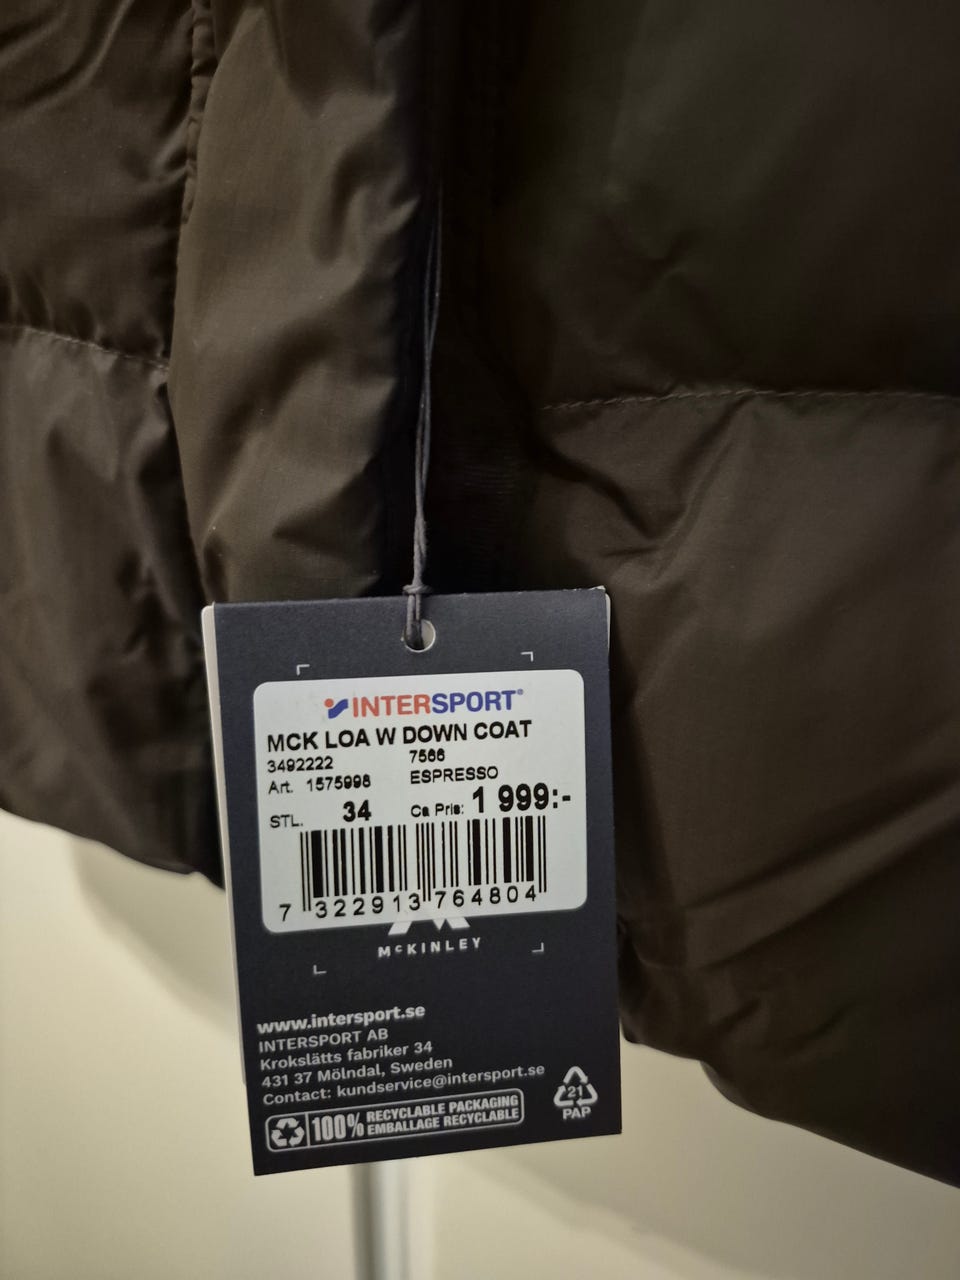 INTERSPORT®
MCK LOA W DOWN COAT
3492222 7566
Art. 1575998 ESPRESSO
STL. 34 Ca Pris: 1 999:-
7 322913 764804
McKINLEY
www.intersport.se
INTERSPORT AB
Krokslätts fabriker 34
431 37 Mölndal, Sweden
Contact: kundservice@intersport.se
100% RECYCLABLE PACKAGING
EMBALLAGE RECYCLABLE
21
PAP